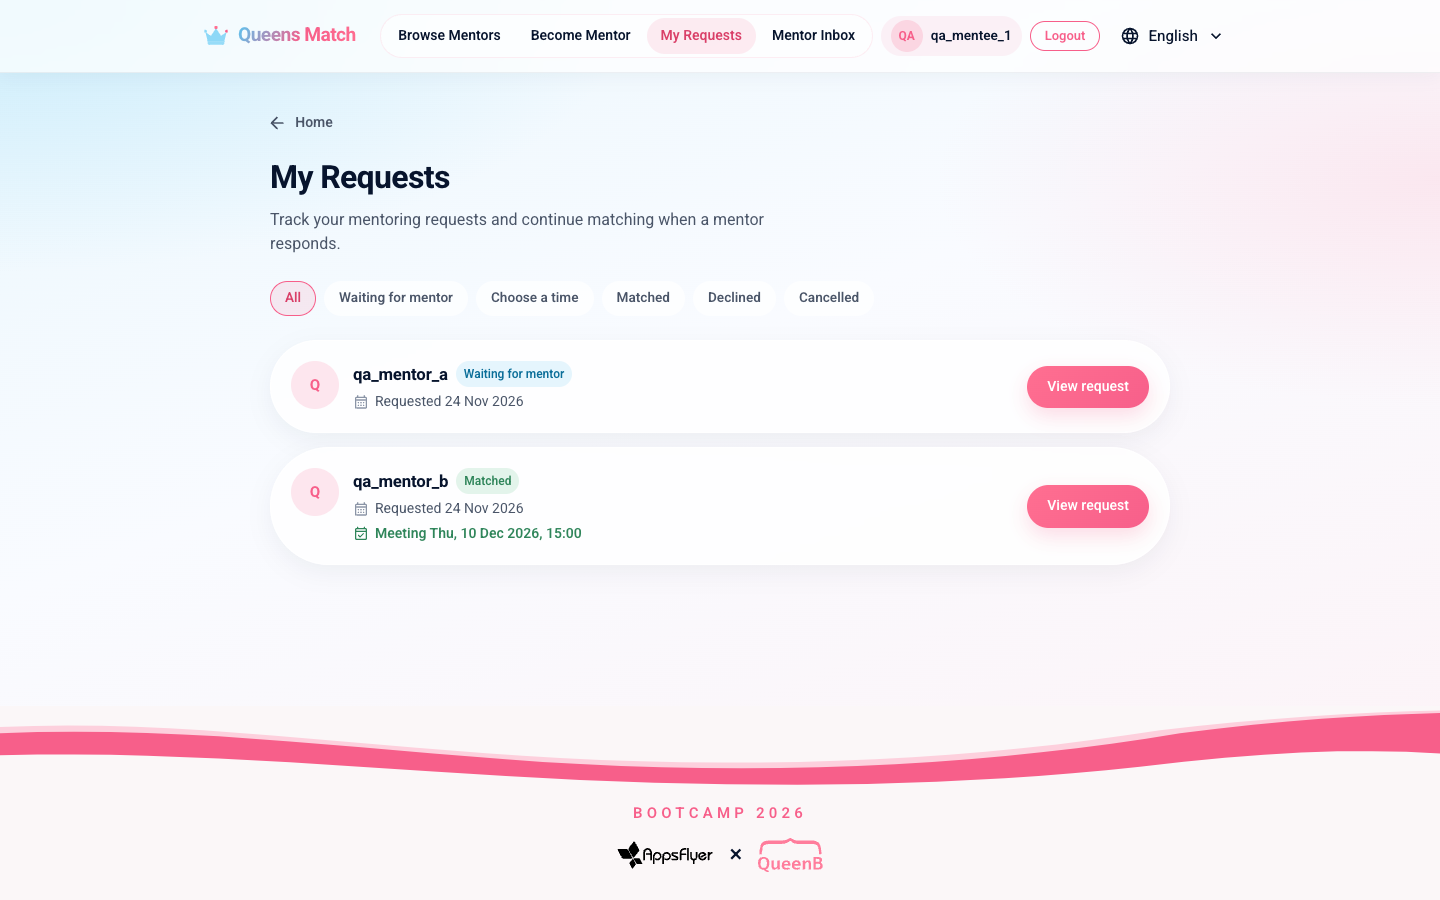 Queens Match
Browse Mentors
Become Mentor
My Requests
Mentor Inbox
QA
qa_mentee_1
Logout
English
Home
My Requests
Track your mentoring requests and continue matching when a mentor
responds.
All
Waiting for mentor
Choose a time
Matched
Declined
Cancelled
Q
qa_mentor_a
Waiting for mentor
Requested 24 Nov 2026
View request
Q
qa_mentor_b
Matched
Requested 24 Nov 2026
Meeting Thu, 10 Dec 2026, 15:00
View request
BOOTCAMP 2026
AppsFlyer
×
QueenB